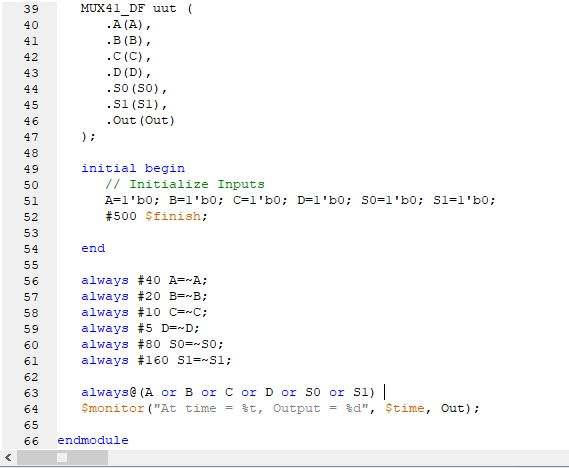 39 MUX41_DF uut (
40 .A(A),
41 .B(B),
42 .C(C),
43 .D(D),
44 .S0(S0),
45 .S1(S1),
46 .Out(Out)
47 );
48
49 initial begin
50 // Initialize Inputs
51 A=1'b0; B=1'b0; C=1'b0; D=1'b0; S0=1'b0; S1=1'b0;
52 #500 $finish;
53
54 end
55
56 always #40 A=~A;
57 always #20 B=~B;
58 always #10 C=~C;
59 always #5 D=~D;
60 always #80 S0=~S0;
61 always #160 S1=~S1;
62
63 always@(A or B or C or D or S0 or S1)
64 $monitor("At time = %t, Output = %d", $time, Out);
65
66 endmodule